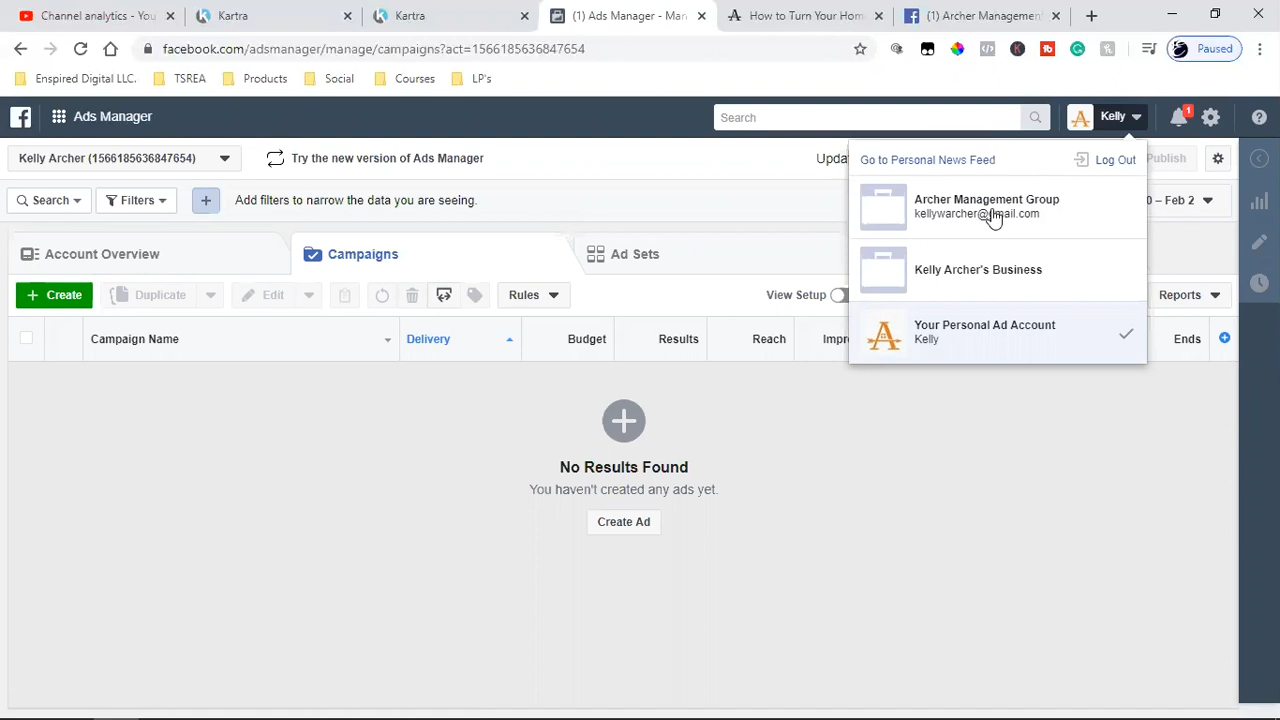 Channel analytics - You
Kartra
Kartra
(1) Ads Manager - Man
How to Turn Your Hom
(1) Archer Management
facebook.com/adsmanager/manage/campaigns?act=1566185636847654
Paused
Enspired Digital LLC.
TSREA
Products
Social
Courses
LP's
Ads Manager
Search
Kelly
1
Kelly Archer (1566185636847654)
Try the new version of Ads Manager
Publish
Go to Personal News Feed
Log Out
Search
Filters
Add filters to narrow the data you are seeing.
0 – Feb 2
Archer Management Group
Kelly Archer's Business
Your Personal Ad Account
Kelly
Account Overview
Campaigns
Ad Sets
Create
Duplicate
Edit
Rules
View Setup
Reports
Campaign Name
Delivery
Budget
Results
Reach
Ends
No Results Found
You haven't created any ads yet.
Create Ad